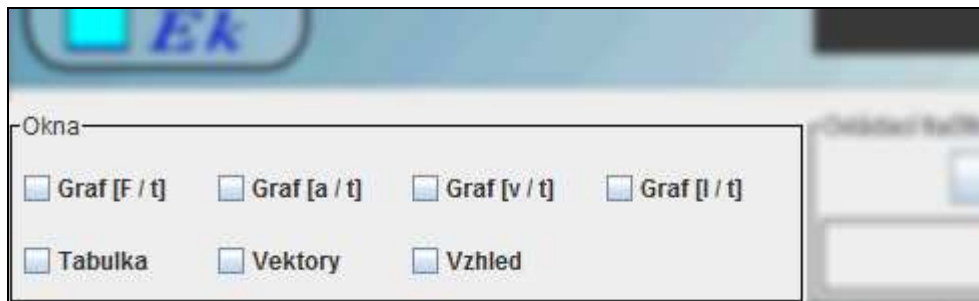 Ek
Okna
Graf [F / t] Graf [a / t] Graf [v / t] Graf [l / t]
Tabulka Vektory Vzhled